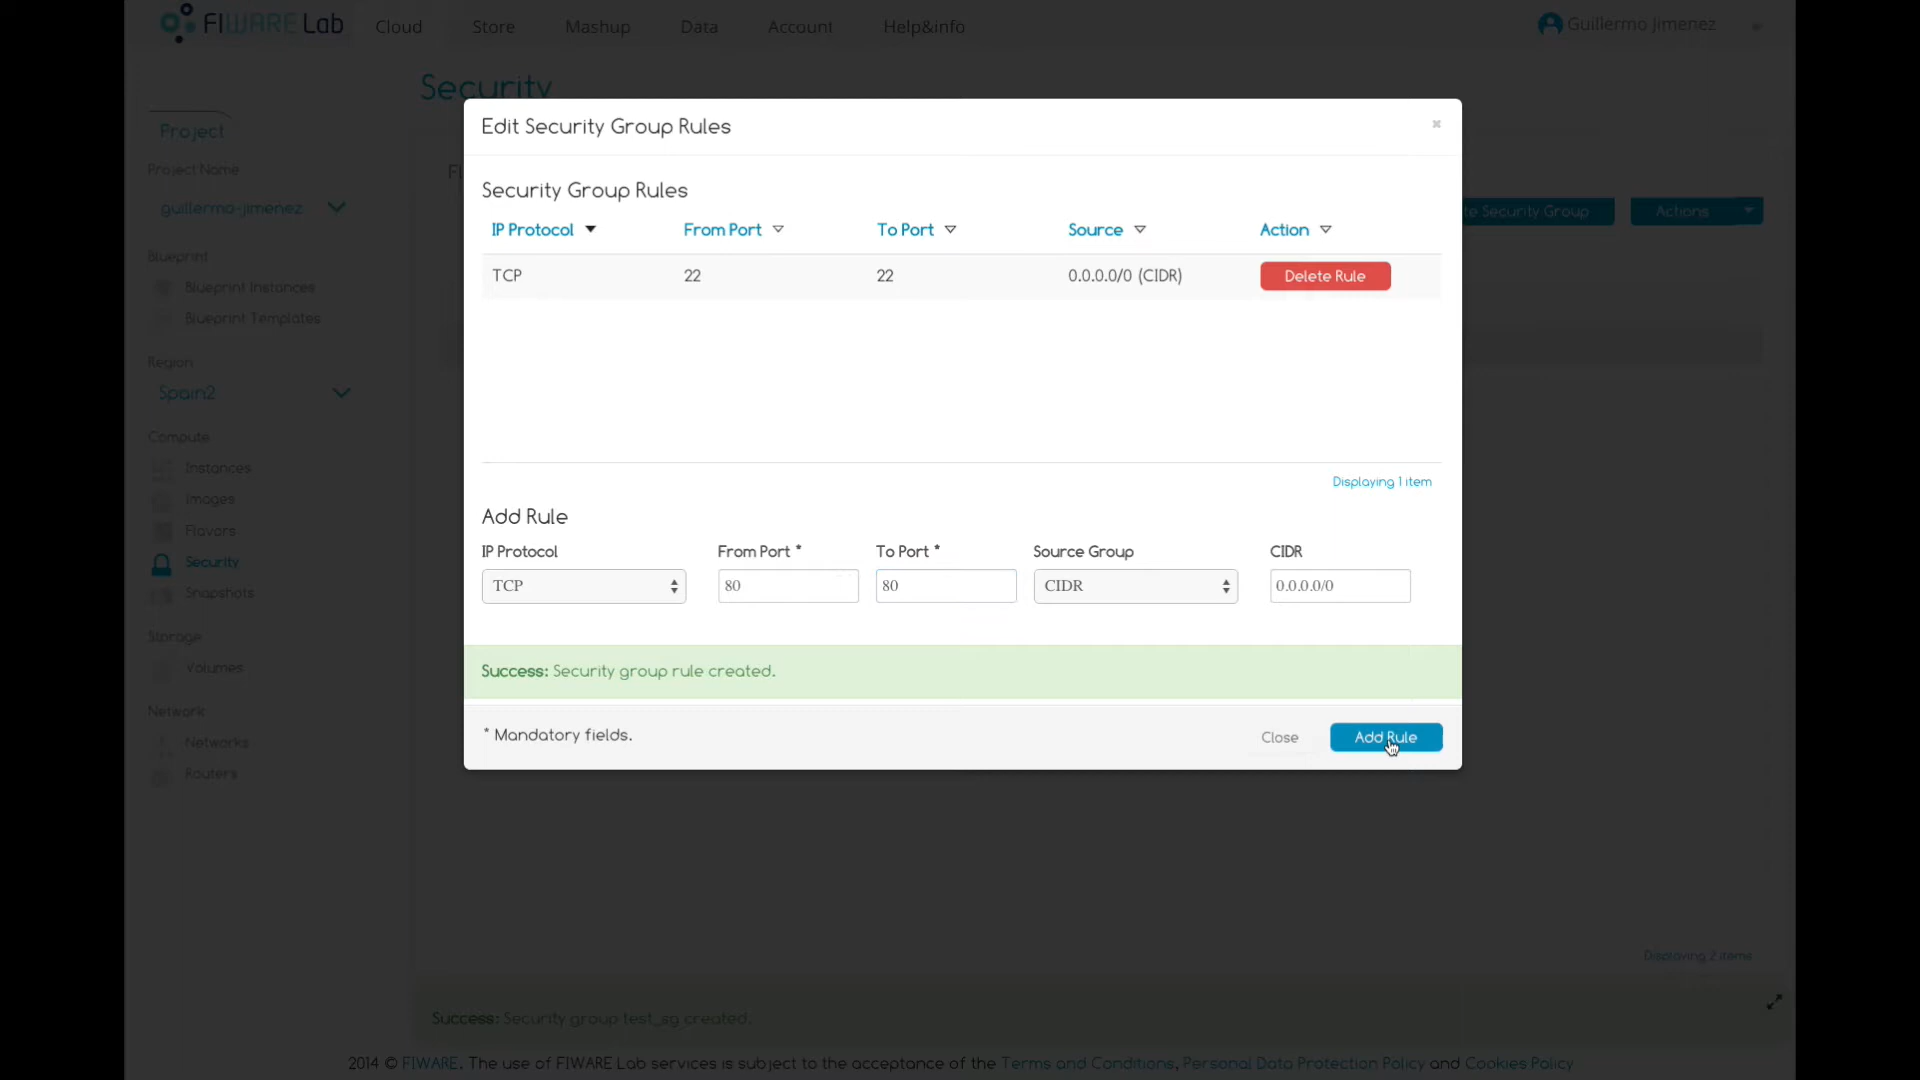 FIWARE Lab Cloud Store Mashup Data Account Help&info Guillermo Jimenez
Security
Project
Project Name
guillermo-jimenez
Blueprint
Blueprint Instances
Blueprint Templates
Region
Spain2
Compute
Instances
Images
Flavors
Security
Snapshots
Storage
Volumes
Network
Networks
Routers
te Security Group Actions
Edit Security Group Rules
Security Group Rules
IP Protocol From Port To Port Source Action
TCP 22 22 0.0.0.0/0 (CIDR) Delete Rule
Displaying 1 item
Add Rule
IP Protocol From Port * To Port * Source Group CIDR
TCP 80 80 CIDR 0.0.0.0/0
Success: Security group rule created.
* Mandatory fields. Close Add Rule
Displaying 2 items
Success: Security group test_sg created.
2014 © FIWARE. The use of FIWARE Lab services is subject to the acceptance of the Terms and Conditions, Personal Data Protection Policy and Cookies Policy